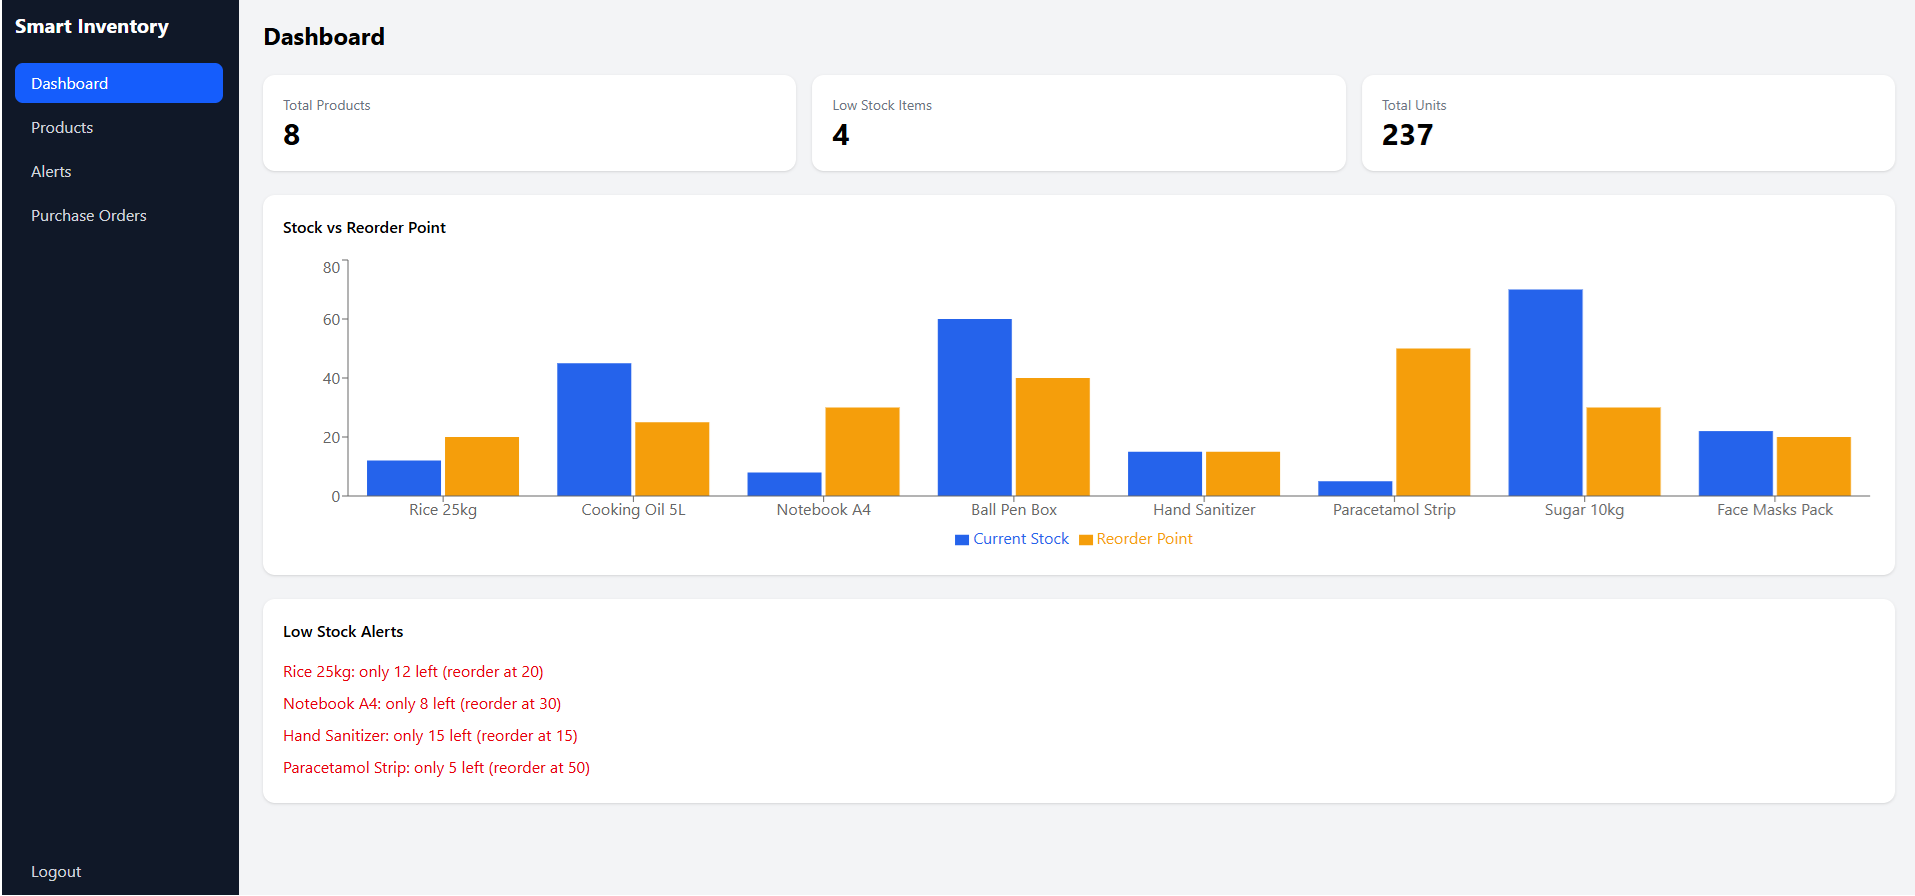 Smart Inventory
Dashboard
Products
Alerts
Purchase Orders
Logout
Dashboard
Total Products
8
Low Stock Items
4
Total Units
237
Stock vs Reorder Point
80
60
40
20
0
Rice 25kg Cooking Oil 5L Notebook A4 Ball Pen Box Hand Sanitizer Paracetamol Strip Sugar 10kg Face Masks Pack
Current Stock Reorder Point
Low Stock Alerts
Rice 25kg: only 12 left (reorder at 20)
Notebook A4: only 8 left (reorder at 30)
Hand Sanitizer: only 15 left (reorder at 15)
Paracetamol Strip: only 5 left (reorder at 50)